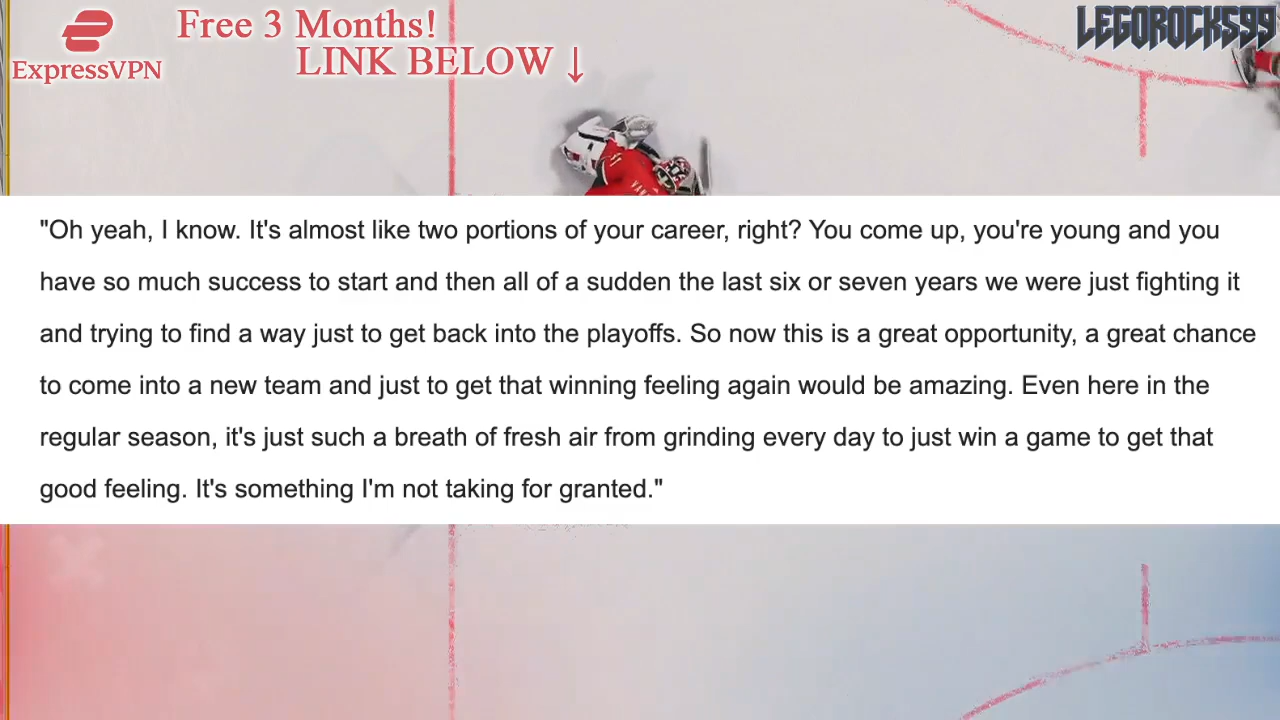 Free 3 Months!
LINK BELOW ↓
ExpressVPN
LEGOROCKS99
"Oh yeah, I know. It's almost like two portions of your career, right? You come up, you're young and you
have so much success to start and then all of a sudden the last six or seven years we were just fighting it
and trying to find a way just to get back into the playoffs. So now this is a great opportunity, a great chance
to come into a new team and just to get that winning feeling again would be amazing. Even here in the
regular season, it's just such a breath of fresh air from grinding every day to just win a game to get that
good feeling. It's something I'm not taking for granted."